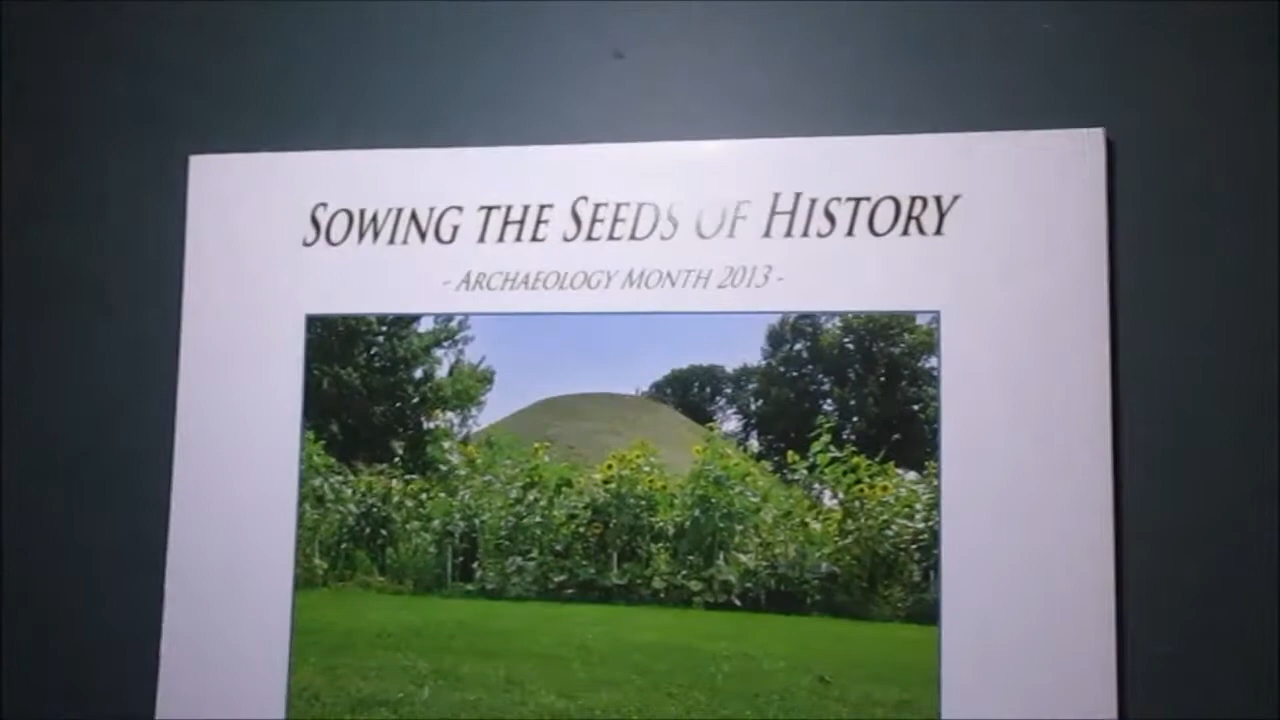 SOWING THE SEEDS OF HISTORY
- ARCHAEOLOGY MONTH 2013 -